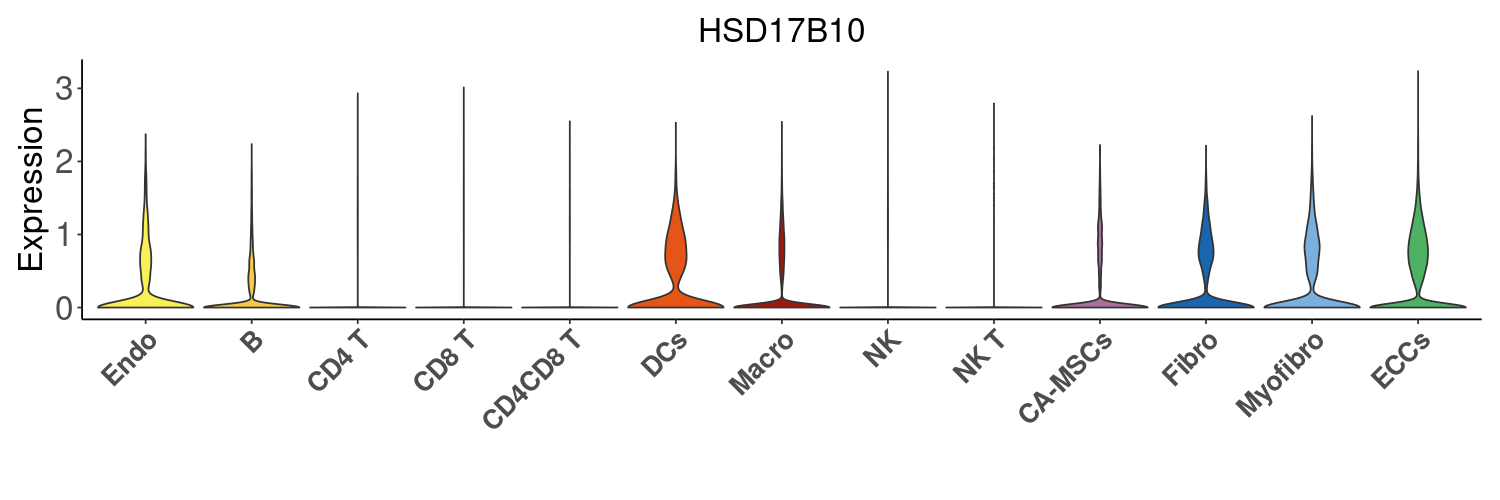 HSD17B10
Expression
3
2
1
0
Endo
B
CD4 T
CD8 T
CD4CD8 T
DCs
Macro
NK
NK T
CA-MSCs
Fibro
Myofibro
ECCs